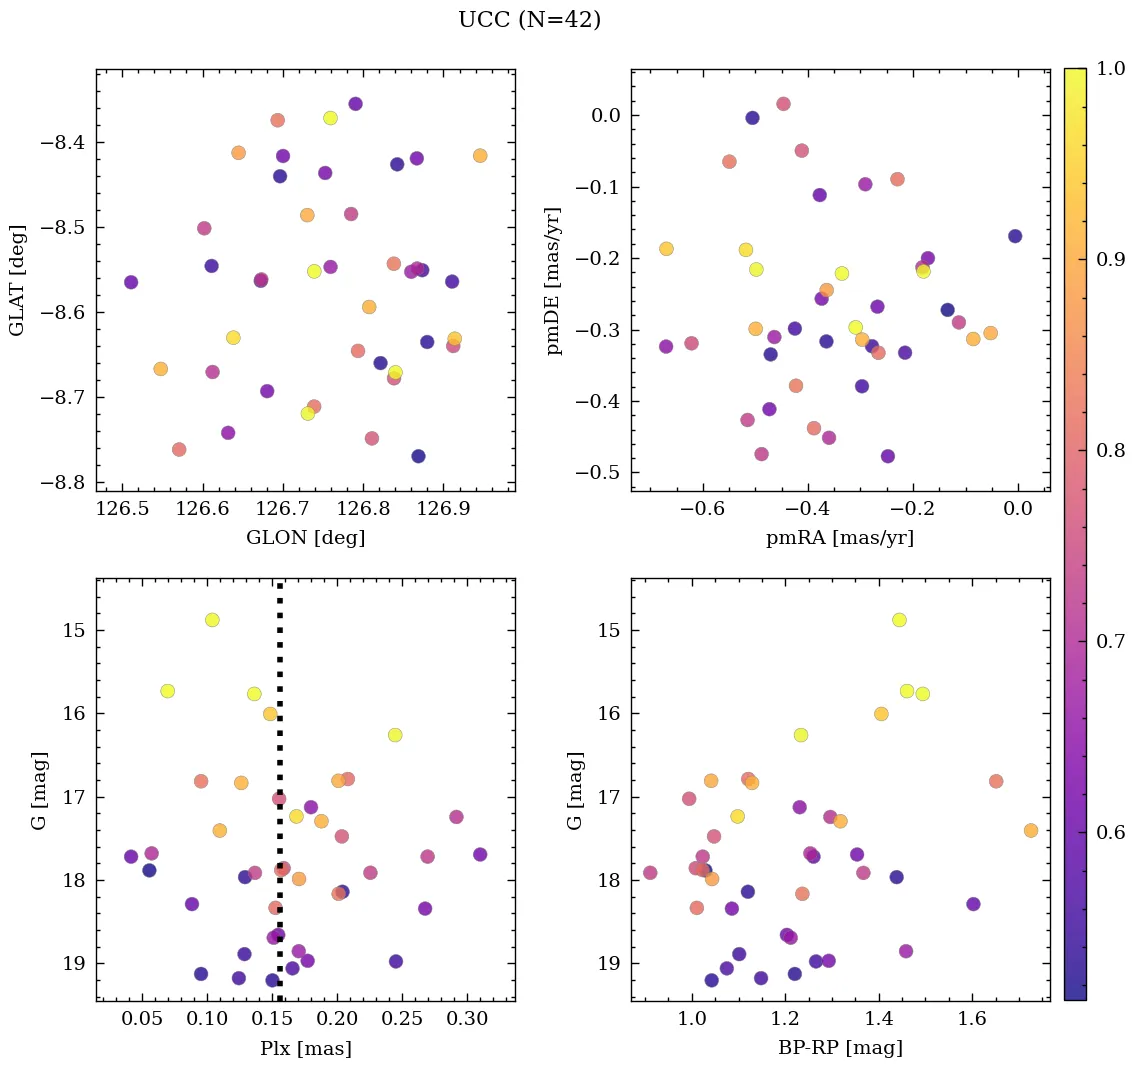 UCC (N=42)
−8.4
−8.5
−8.6
−8.7
−8.8
GLAT [deg]
126.5 126.6 126.7 126.8 126.9
GLON [deg]
0.0
−0.1
−0.2
−0.3
−0.4
−0.5
pmDE [mas/yr]
−0.6 −0.4 −0.2 0.0
pmRA [mas/yr]
1.0
0.9
0.8
0.7
0.6
15
16
17
18
19
G [mag]
0.05 0.10 0.15 0.20 0.25 0.30
Plx [mas]
15
16
17
18
19
G [mag]
1.0 1.2 1.4 1.6
BP-RP [mag]